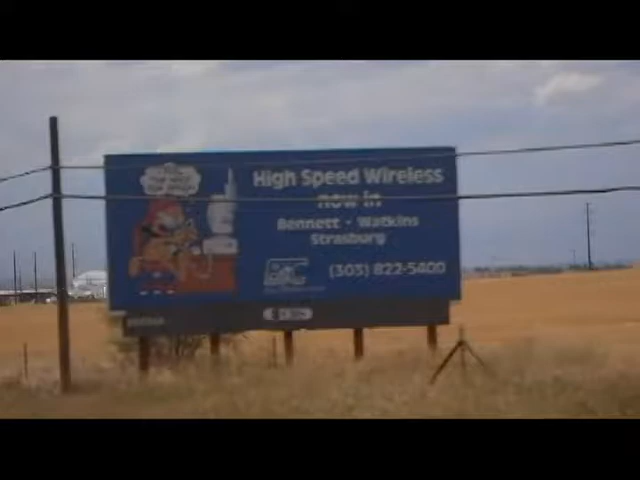 High Speed Wireless
now in
Bennett - Watkins
Strasburg
(303) 822-5400